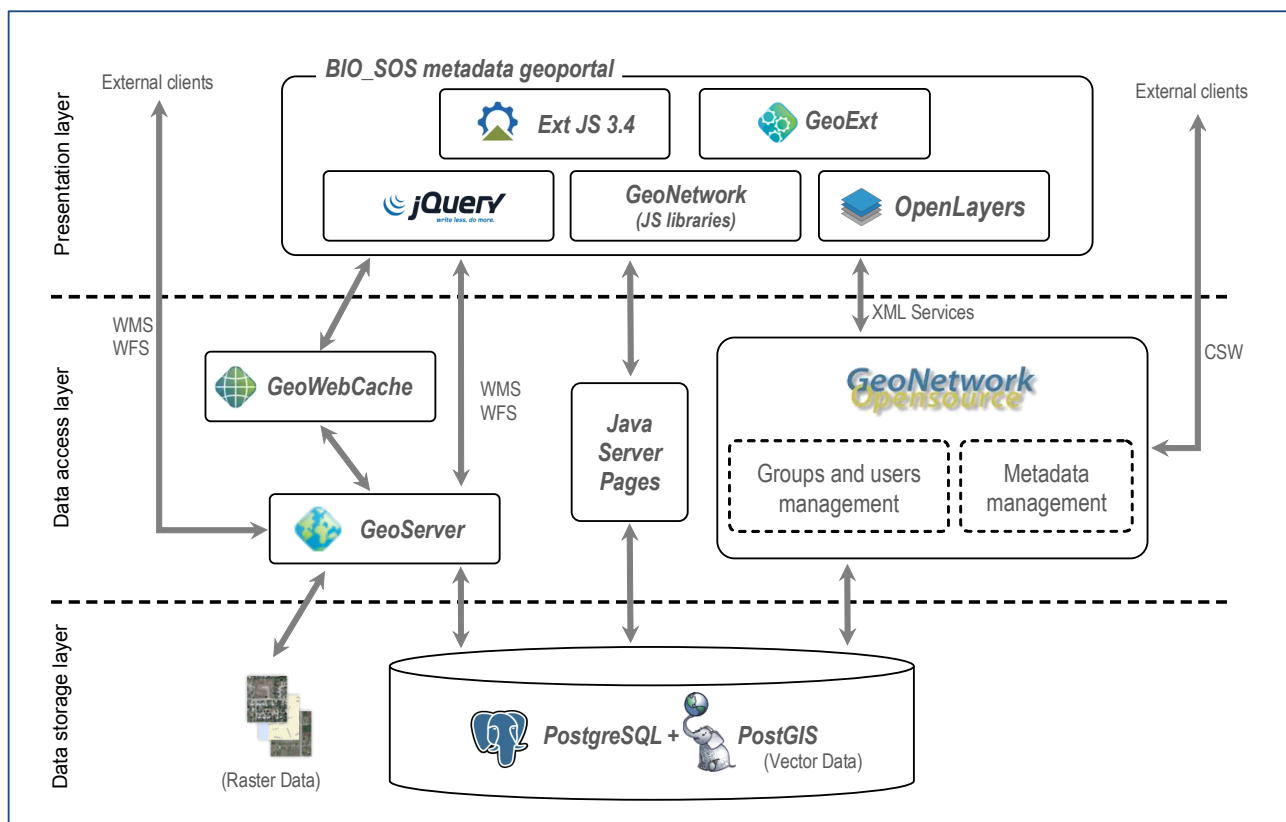 BIO_SOS metadata geoportal
External clients
External clients
Presentation layer
Ext JS 3.4
GeoExt
jQuery
write less, do more.
GeoNetwork
(JS libraries)
OpenLayers
XML Services
WMS
WFS
CSW
Data access layer
GeoWebCache
WMS
WFS
GeoNetwork
Opensource
Java
Server
Pages
Groups and users
management
Metadata
management
GeoServer
Data storage layer
PostgreSQL +
PostGIS
(Vector Data)
(Raster Data)